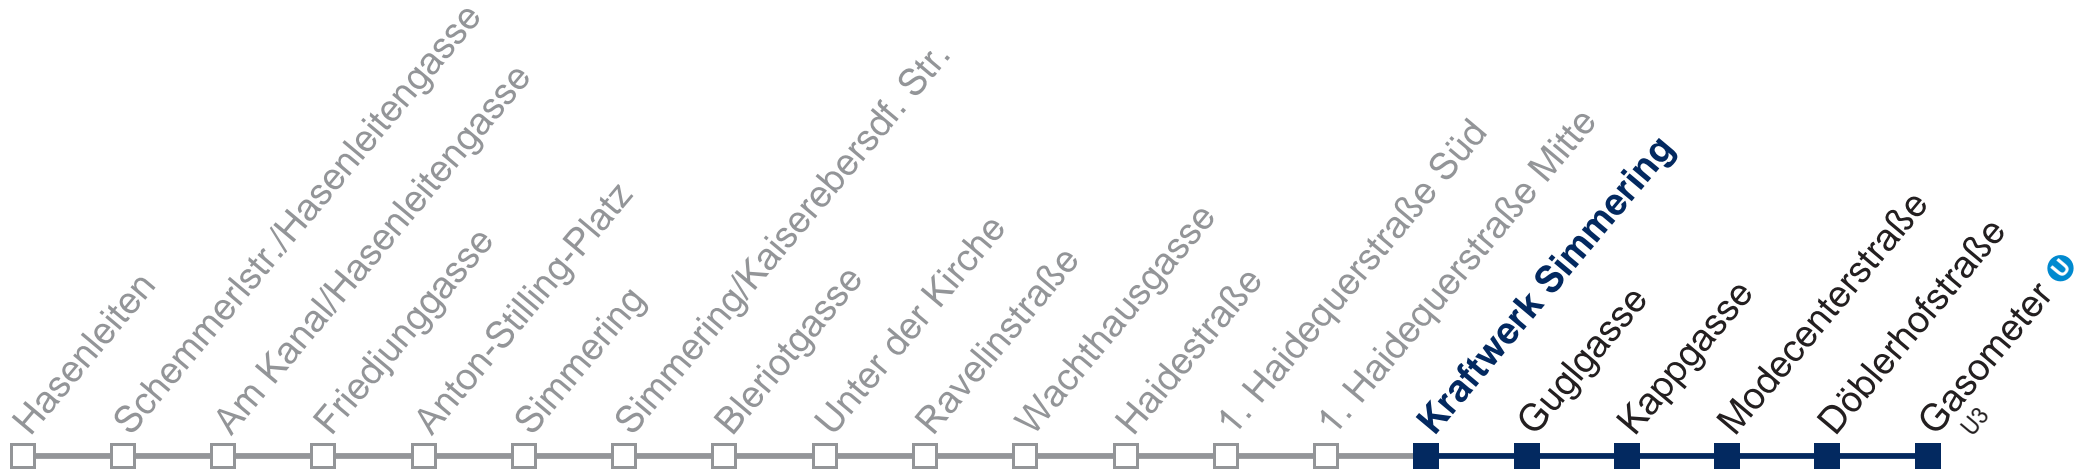 Hasenleiten
Schemmerlstr./Hasenleitengasse
Am Kanal/Hasenleitengasse
Friedjunggasse
Anton-Stilling-Platz
Simmering
Simmering/Kaiserebersdf. Str.
Bleriotgasse
Unter der Kirche
Ravelinstraße
Wachthausgasse
Haidestraße
1. Haidequerstraße Süd
1. Haidequerstraße Mitte
Kraftwerk Simmering
Guglgasse
Kappgasse
Modecenterstraße
Döblerhofstraße
Gasometer U
U3